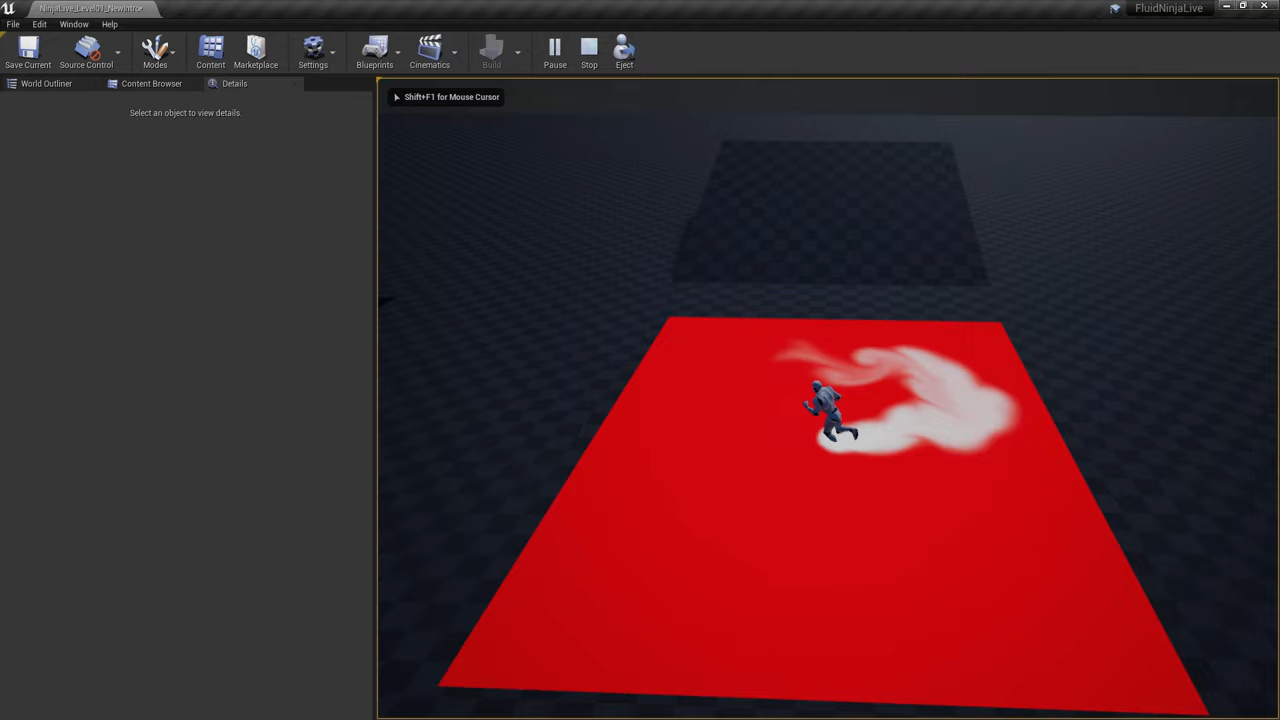 NinjaLive_Level01_NewIntro
FluidNinjaLive
File Edit Window Help
Save Current Source Control Modes Content Marketplace Settings Blueprints Cinematics Build Pause Stop Eject
World Outliner Content Browser Details
Select an object to view details.
Shift+F1 for Mouse Cursor